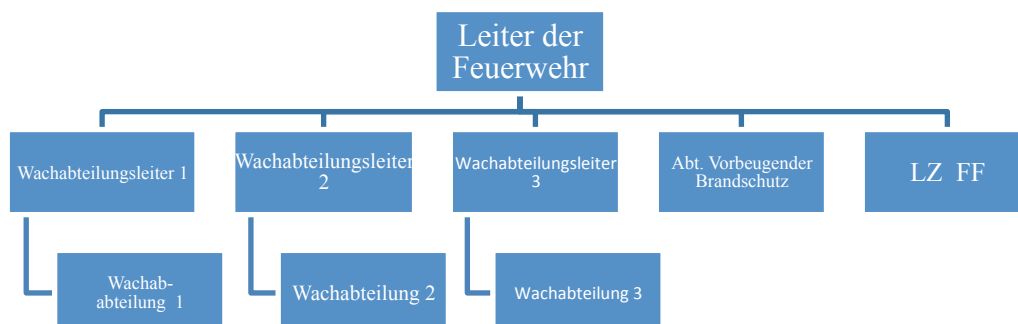 Leiter der
Feuerwehr
Wachabteilungsleiter 1
Wachabteilungsleiter
2
Wachabteilungsleiter
3
Abt. Vorbeugender
Brandschutz
LZ FF
Wachab-
abteilung 1
Wachabteilung 2
Wachabteilung 3